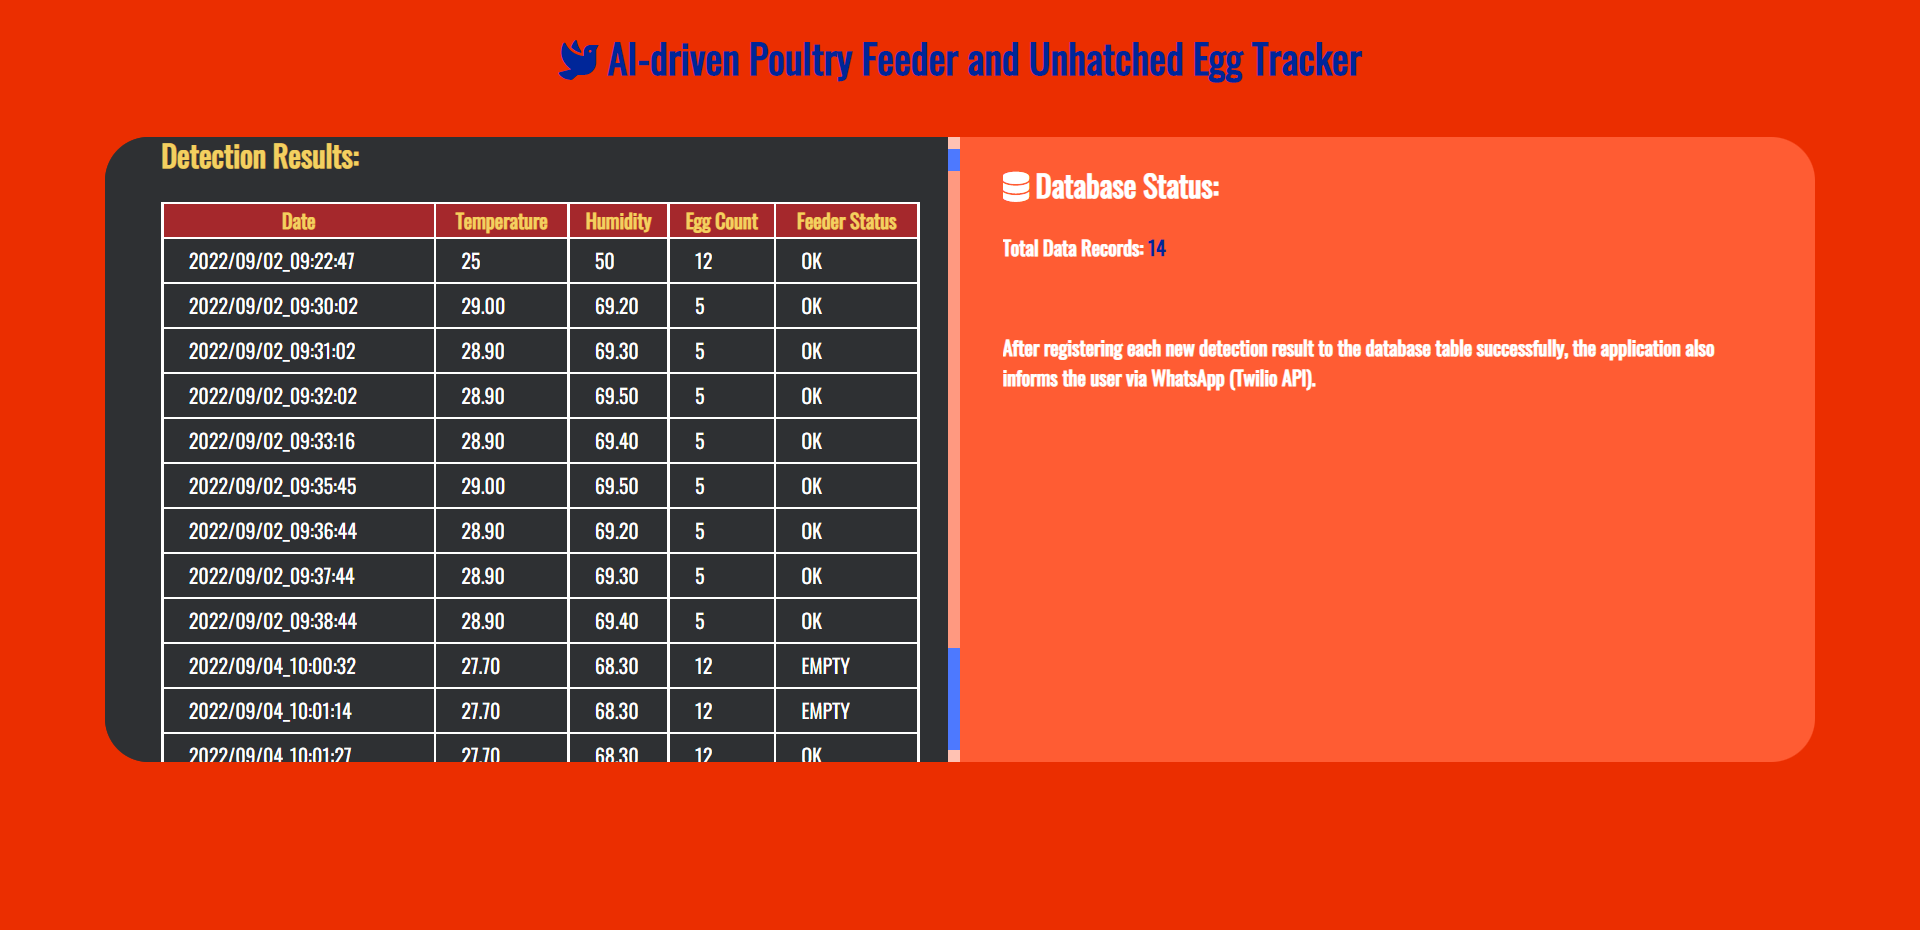 AI-driven Poultry Feeder and Unhatched Egg Tracker
Detection Results:
Date Temperature Humidity Egg Count Feeder Status
2022/09/02_09:22:47 25 50 12 OK
2022/09/02_09:30:02 29.00 69.20 5 OK
2022/09/02_09:31:02 28.90 69.30 5 OK
2022/09/02_09:32:02 28.90 69.50 5 OK
2022/09/02_09:33:16 28.90 69.40 5 OK
2022/09/02_09:35:45 29.00 69.50 5 OK
2022/09/02_09:36:44 28.90 69.20 5 OK
2022/09/02_09:37:44 28.90 69.30 5 OK
2022/09/02_09:38:44 28.90 69.40 5 OK
2022/09/04_10:00:32 27.70 68.30 12 EMPTY
2022/09/04_10:01:14 27.70 68.30 12 EMPTY
2022/09/04_10:01:27 27.70 68.30 12 OK
Database Status:
Total Data Records: 14
After registering each new detection result to the database table successfully, the application also
informs the user via WhatsApp (Twilio API).